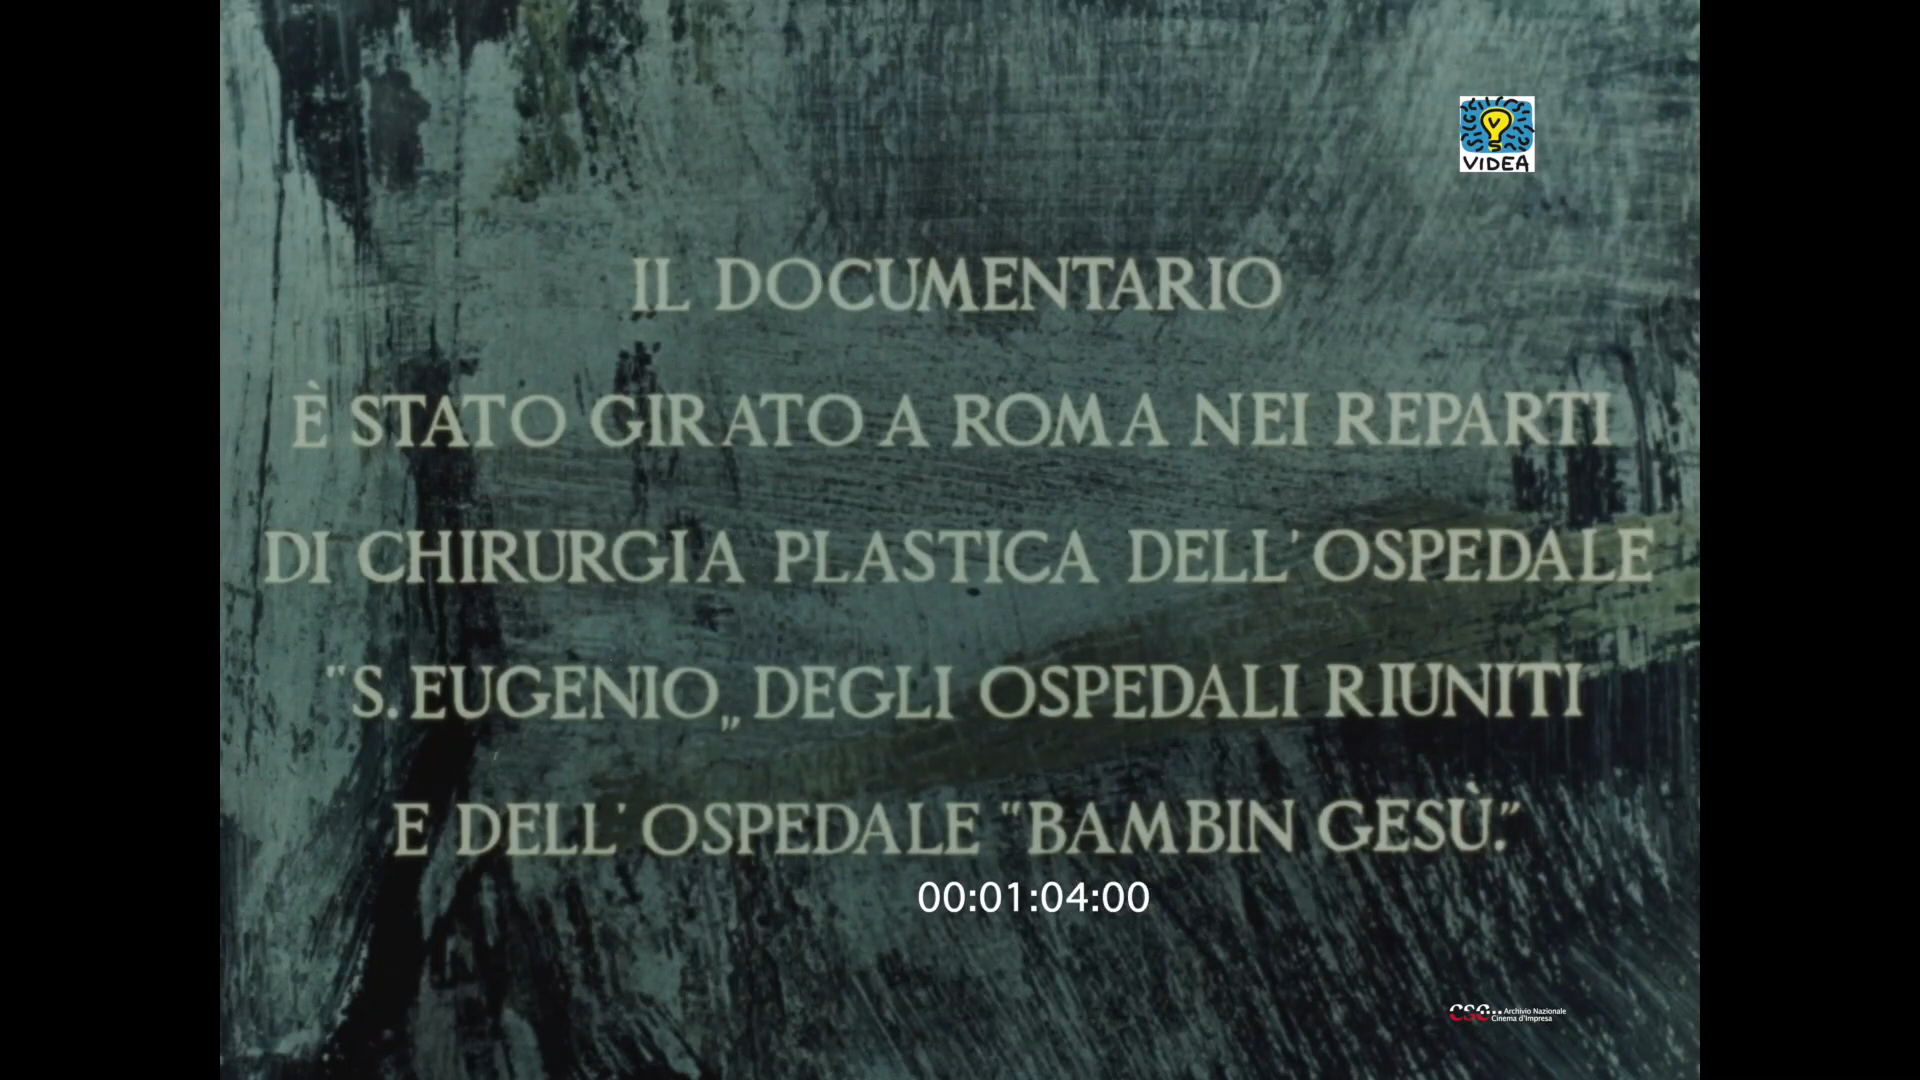 VIDEA
IL DOCUMENTARIO
È STATO GIRATO A ROMA NEI REPARTI
DI CHIRURGIA PLASTICA DELL'OSPEDALE
“S. EUGENIO„ DEGLI OSPEDALI RIUNITI
E DELL'OSPEDALE “BAMBIN GESÙ.”
00:01:04:00
CSC Archivio Nazionale
Cinema d'Impresa